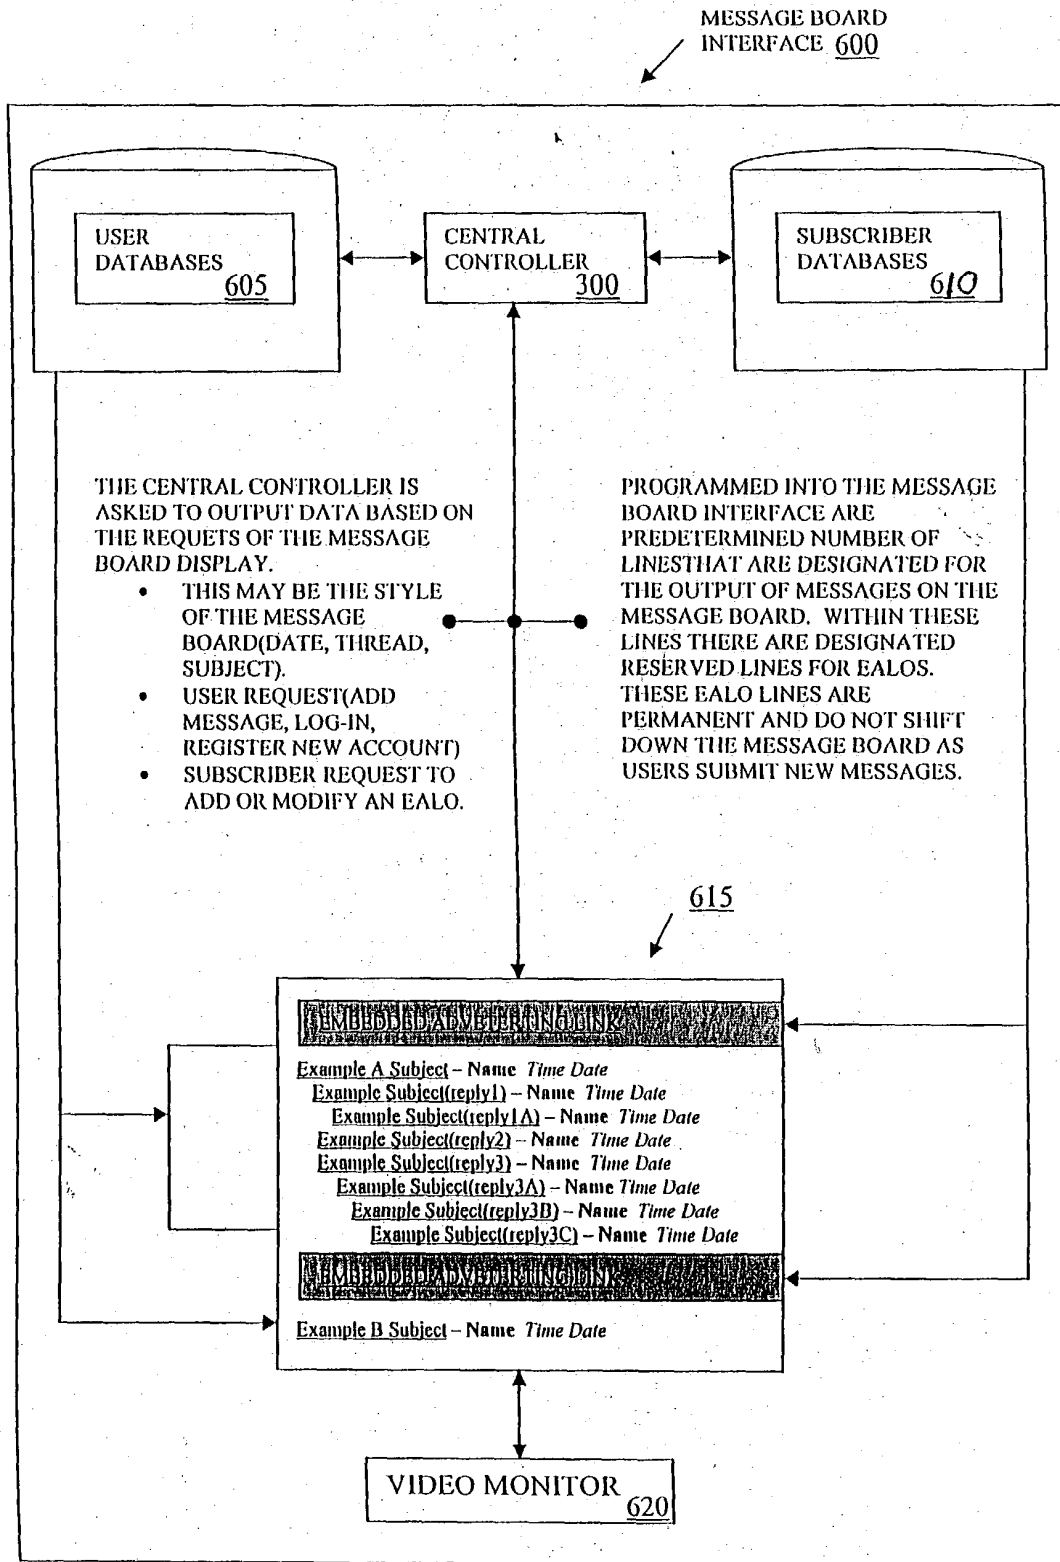 MESSAGE BOARD
INTERFACE 600
USER
DATABASES
605
CENTRAL
CONTROLLER
300
SUBSCRIBER
DATABASES
610
THE CENTRAL CONTROLLER IS
ASKED TO OUTPUT DATA BASED ON
THE REQUETS OF THE MESSAGE
BOARD DISPLAY.
• THIS MAY BE THE STYLE
OF THE MESSAGE
BOARD(DATE, THREAD,
SUBJECT).
• USER REQUEST(ADD
MESSAGE, LOG-IN,
REGISTER NEW ACCOUNT)
• SUBSCRIBER REQUEST TO
ADD OR MODIFY AN EALO.
PROGRAMMED INTO THE MESSAGE
BOARD INTERFACE ARE
PREDETERMINED NUMBER OF
LINESTHAT ARE DESIGNATED FOR
THE OUTPUT OF MESSAGES ON THE
MESSAGE BOARD. WITHIN THESE
LINES THERE ARE DESIGNATED
RESERVED LINES FOR EALOS.
THESE EALO LINES ARE
PERMANENT AND DO NOT SHIFT
DOWN THE MESSAGE BOARD AS
USERS SUBMIT NEW MESSAGES.
615
EMBEDDED ADVETERTING LINK
Example A Subject – Name Time Date
Example Subject(reply1) – Name Time Date
Example Subject(reply1A) – Name Time Date
Example Subject(reply2) – Name Time Date
Example Subject(reply3) – Name Time Date
Example Subject(reply3A) – Name Time Date
Example Subject(reply3B) – Name Time Date
Example Subject(reply3C) – Name Time Date
EMBEDDED ADVETERTING LINK
Example B Subject – Name Time Date
VIDEO MONITOR
620